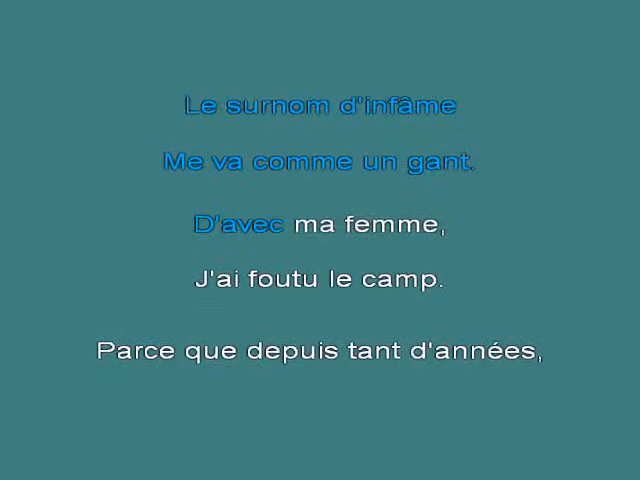 Le surnom d'infâme
Me va comme un gant.
D'avec ma femme,
J'ai foutu le camp.
Parce que depuis tant d'années,